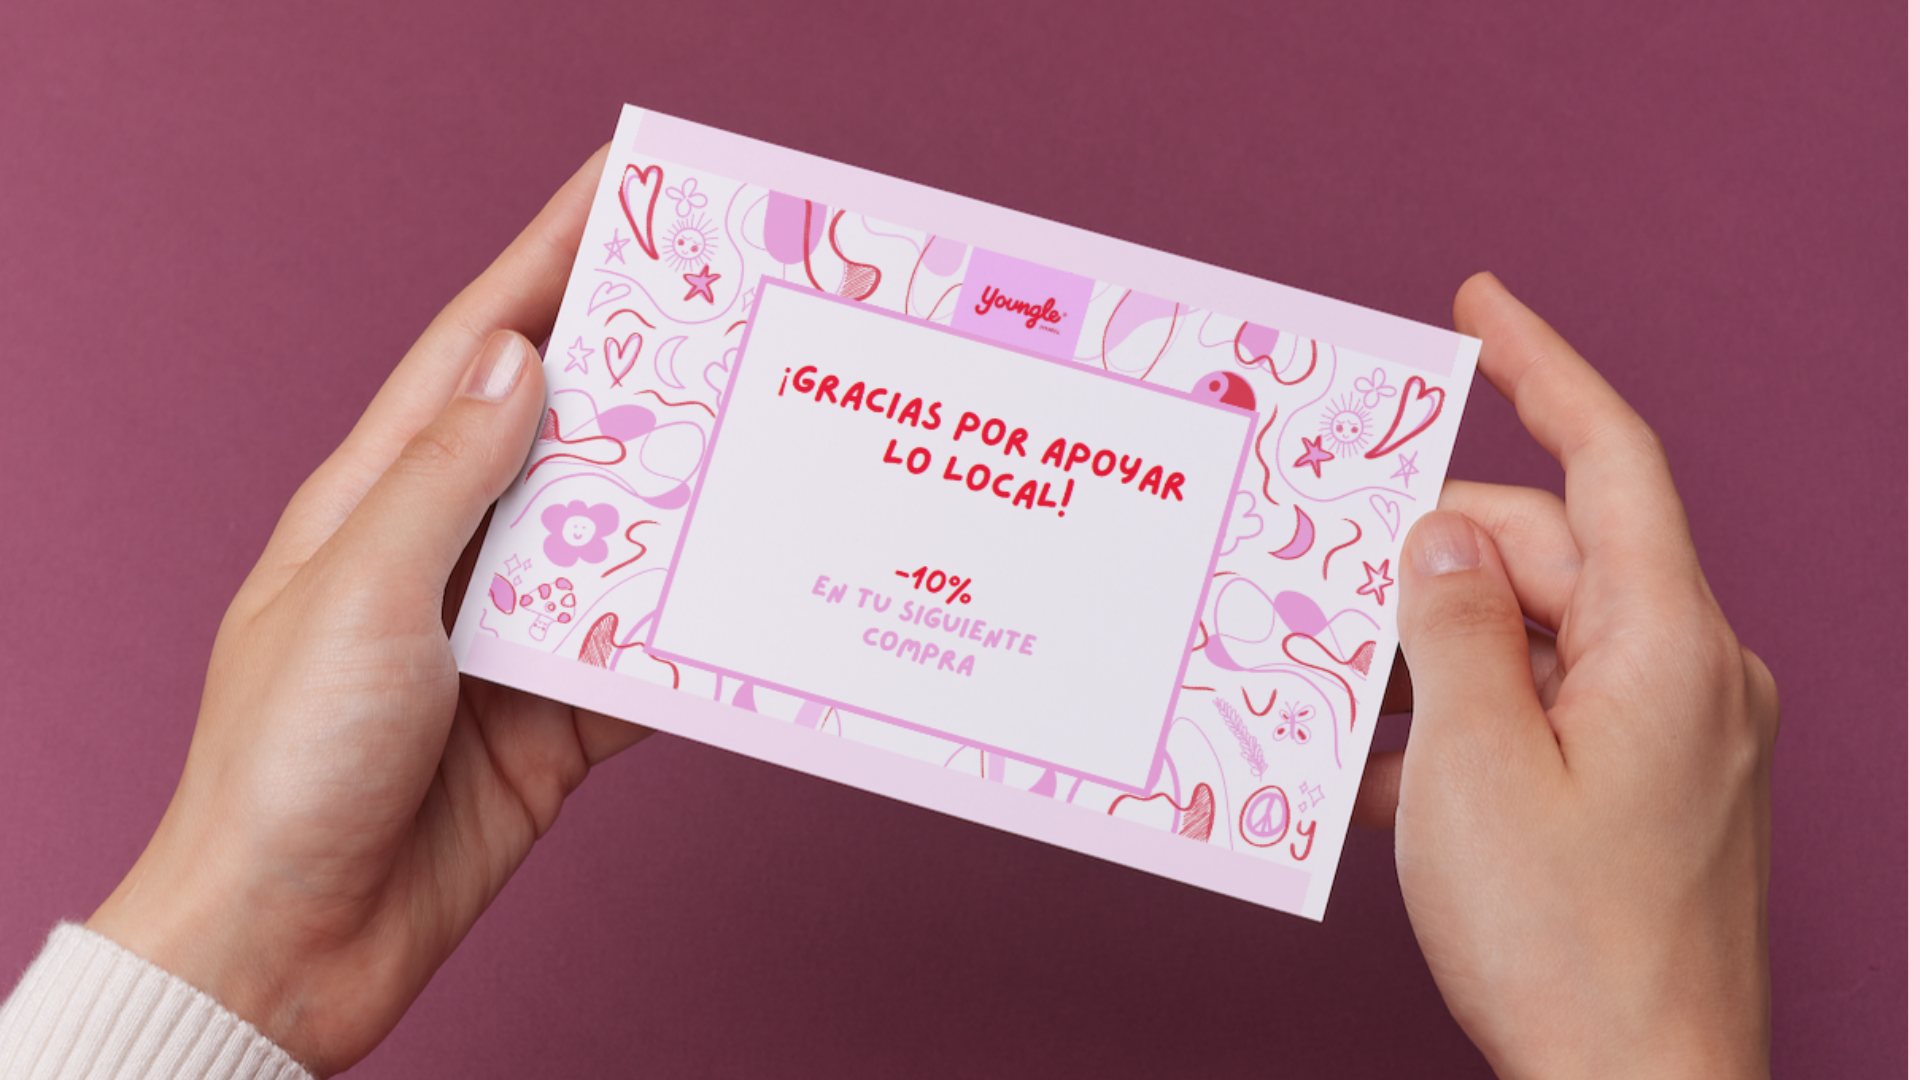 Youngle
¡GRACIAS POR APOYAR
LO LOCAL!
-10%
EN TU SIGUIENTE
COMPRA
y